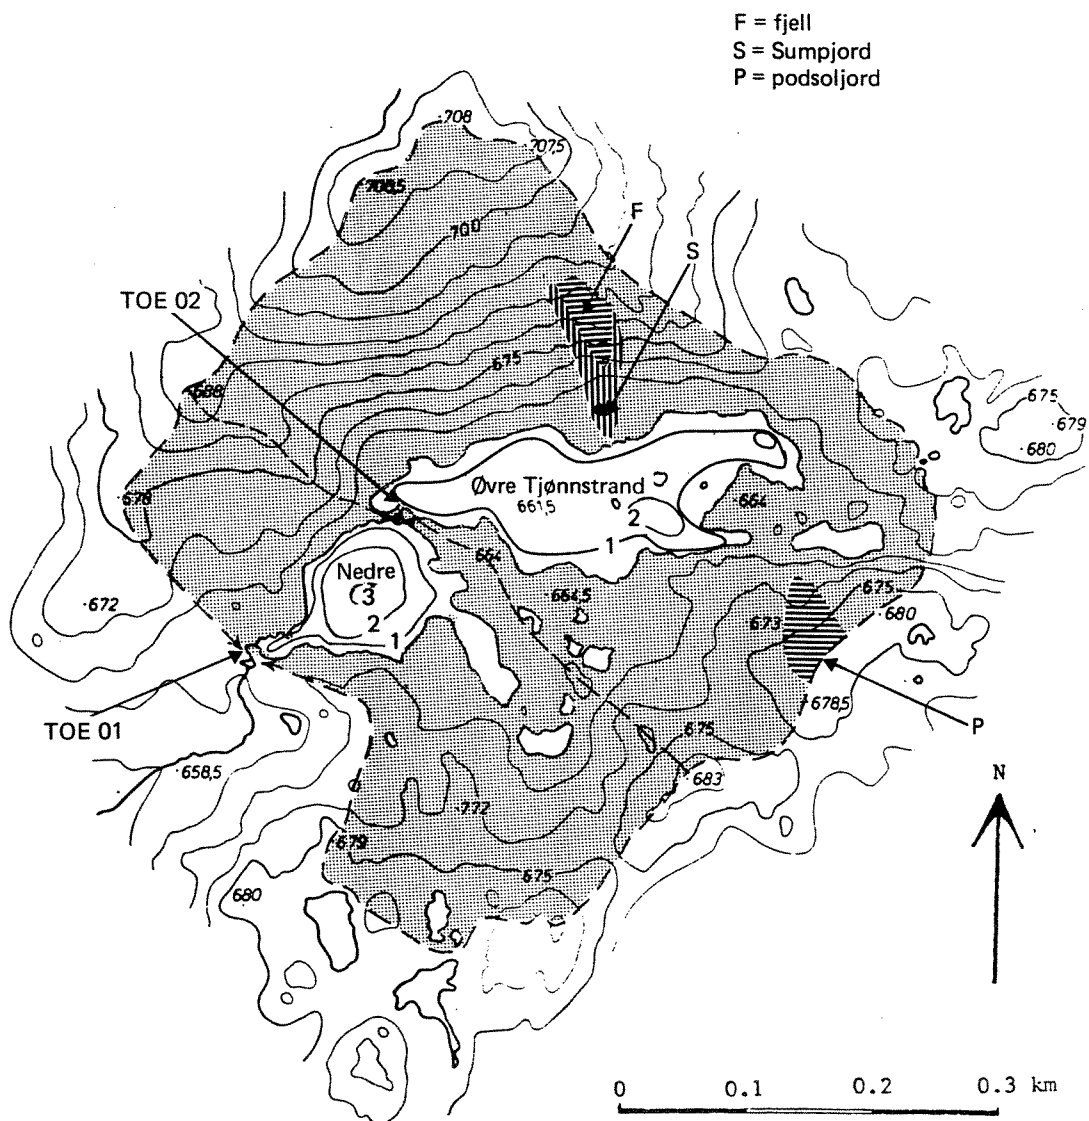 F = fjell
S = Sumpjord
P = podsoljord
·708
·707,5
708,5
700
F
S
TOE 02
675
688
675
·679
·680
678
Øvre Tjønnstrand
661,5
2
664
1
664
Nedre
3
2
1
·664,5
675
·672
673
·680
TOE 01
·678,5
P
675
·658,5
·683
N
·772
·679
675
680
0 0.1 0.2 0.3 km